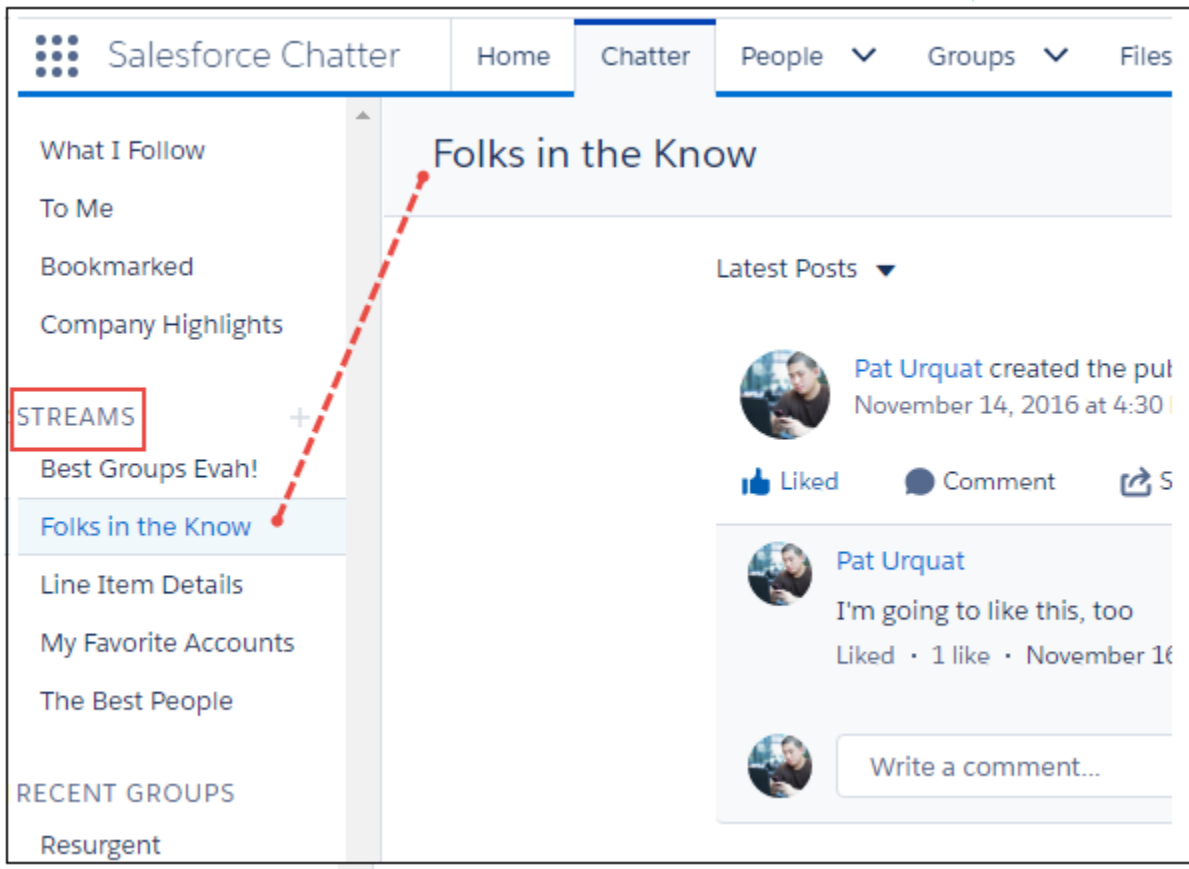 Salesforce Chatter Home Chatter People Groups Files
What I Follow
To Me
Bookmarked
Company Highlights
STREAMS
Best Groups Evah!
Folks in the Know
Line Item Details
My Favorite Accounts
The Best People
RECENT GROUPS
Resurgent
Folks in the Know
Latest Posts
Pat Urquat created the
November 14, 2016 at 4:30
Liked Comment
Pat Urquat
I'm going to like this, too
Liked · 1 like · November 16
Write a comment...